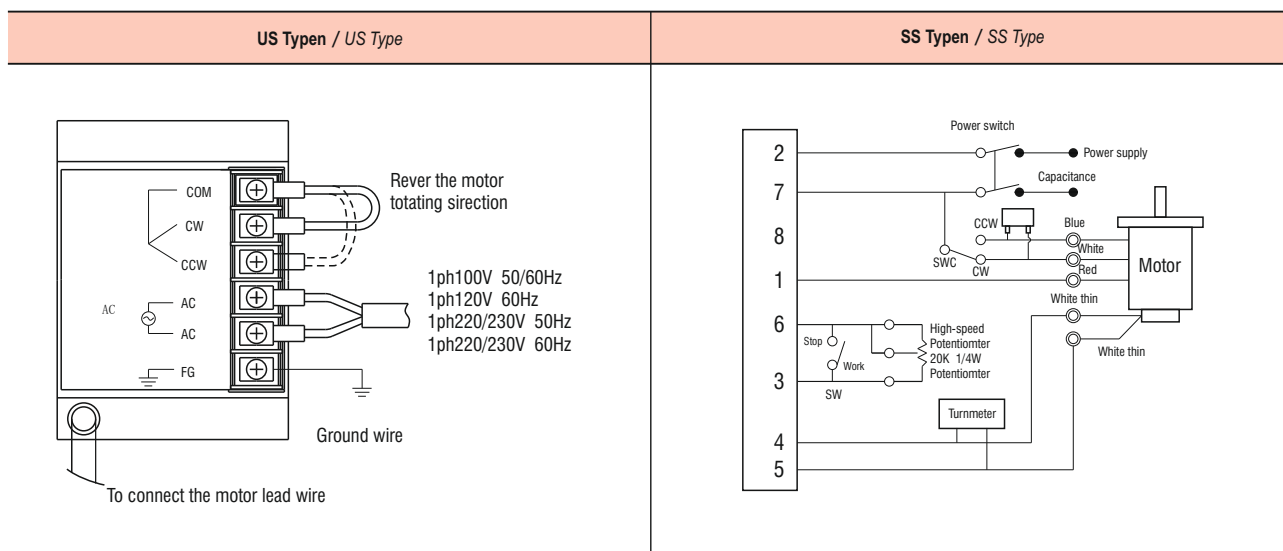 US Typen / US Type
COM
CW
CCW
AC
AC
AC
FG
Rever the motor
totating sirection
1ph100V 50/60Hz
1ph120V 60Hz
1ph220/230V 50Hz
1ph220/230V 60Hz
Ground wire
To connect the motor lead wire
SS Typen / SS Type
2
7
8
1
6
3
4
5
Power switch
Power supply
Capacitance
CCW
Blue
White
SWC
CW
Red
Motor
White thin
White thin
Stop
Work
SW
High-speed
Potentiomter
20K 1/4W
Potentiomter
Turnmeter